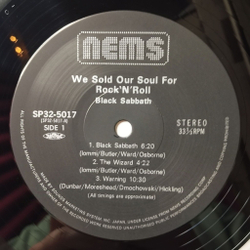 NEMS
We Sold Our Soul For
Rock'N'Roll
Black Sabbath
SP32-5017
(SP32-5017-A)
SIDE 1
STEREO
33⅓RPM
1. Black Sabbath 6:20
(Iommi/Butler/Ward/Osborne)
2. The Wizard 4:22
(Iommi/Butler/Ward/Osborne)
3. Warning 10:30
(Dunbar/Moreshead/Dmochowski/Hickling)
(All timings are approximate)